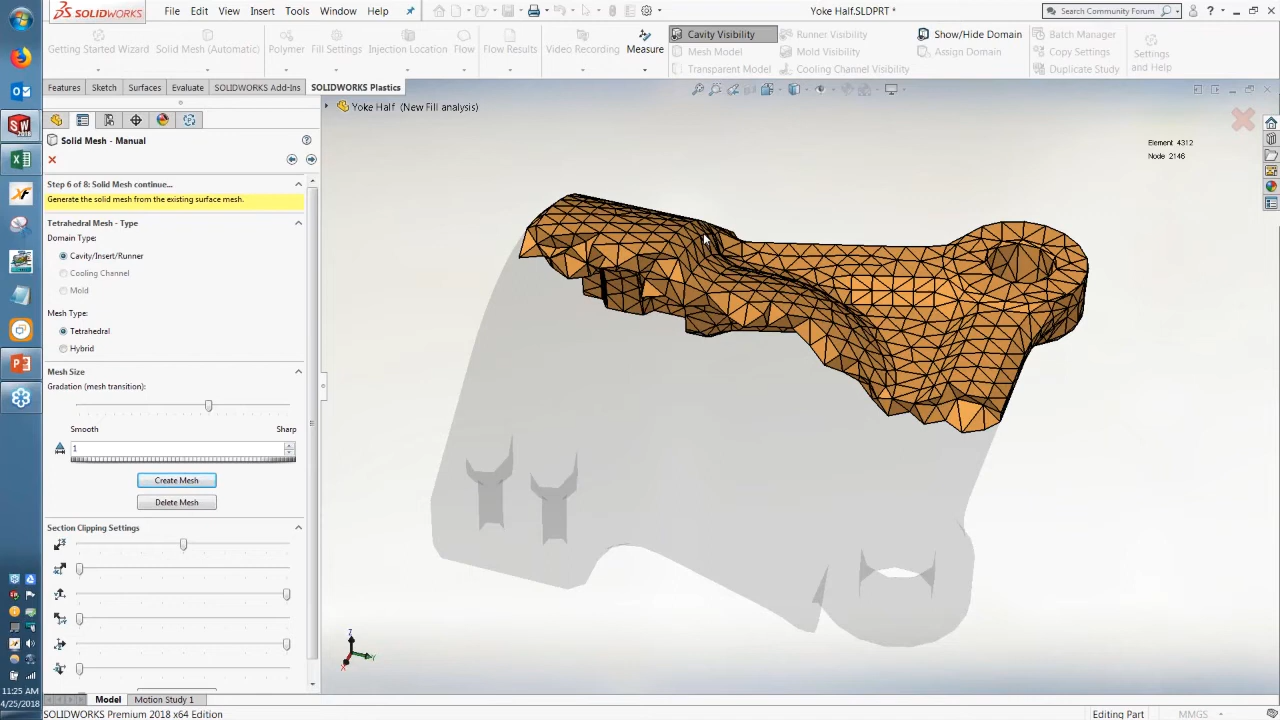 SOLIDWORKS File Edit View Insert Tools Window Help Yoke Half.SLDPRT * Search Community Forum
Getting Started Wizard Solid Mesh (Automatic) Polymer Fill Settings Injection Location Flow Flow Results Video Recording Measure
Cavity Visibility Runner Visibility Show/Hide Domain Batch Manager
Mesh Model Mold Visibility Assign Domain Copy Settings
Transparent Model Cooling Channel Visibility Duplicate Study
Settings and Help
Features Sketch Surfaces Evaluate SOLIDWORKS Add-Ins SOLIDWORKS Plastics
Yoke Half (New Fill analysis)
Solid Mesh - Manual
Element 4312
Node 2146
Step 6 of 8: Solid Mesh continue...
Generate the solid mesh from the existing surface mesh.
Tetrahedral Mesh - Type
Domain Type:
Cavity/Insert/Runner
Cooling Channel
Mold
Mesh Type:
Tetrahedral
Hybrid
Mesh Size
Gradation (mesh transition):
Smooth Sharp
1
Create Mesh
Delete Mesh
Section Clipping Settings
Z
Y
X
11:25 AM
4/25/2018
Model Motion Study 1
SOLIDWORKS Premium 2018 x64 Edition Editing Part MMGS